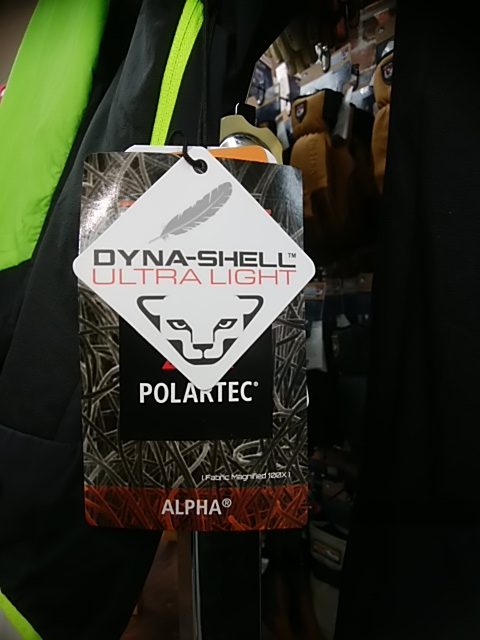 DYNA-SHELL™
ULTRA LIGHT
POLARTEC®
( Fabric Magnified 100X )
ALPHA®